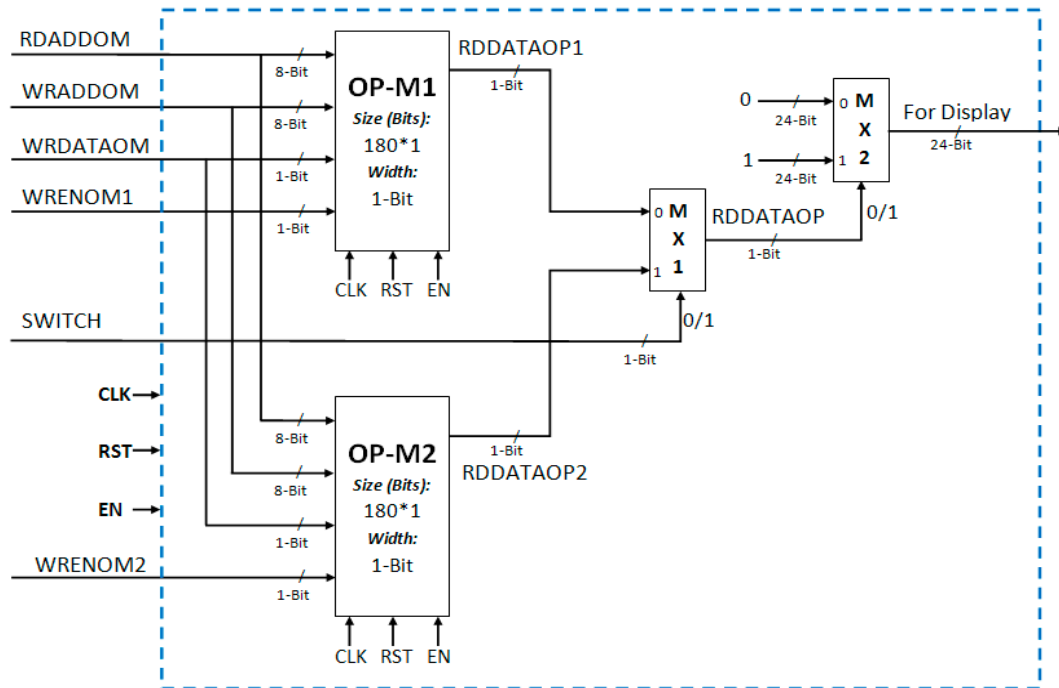 RDADDOM
8-Bit
WRADDOM
8-Bit
WRDATAOM
1-Bit
WRENOM1
1-Bit
OP-M1
Size (Bits):
180*1
Width:
1-Bit
CLK RST EN
RDDATAOP1
1-Bit
0
24-Bit
1
24-Bit
0 M
X
1 2
For Display
24-Bit
0/1
0 M
X
1 1
RDDATAOP
1-Bit
0/1
SWITCH
1-Bit
CLK
RST
EN
WRENOM2
8-Bit
8-Bit
1-Bit
1-Bit
OP-M2
Size (Bits):
180*1
Width:
1-Bit
CLK RST EN
1-Bit
RDDATAOP2